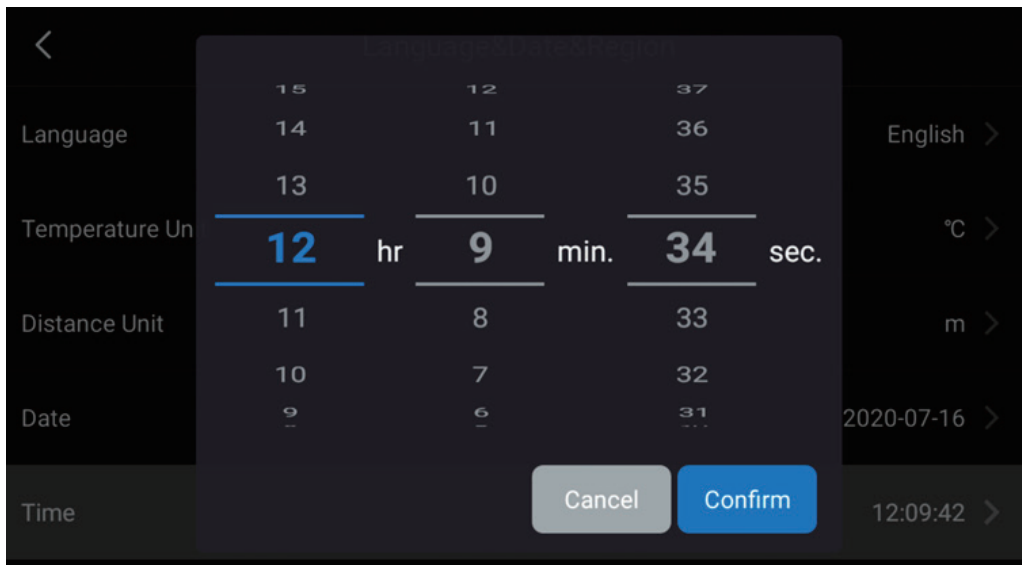 Language&Date&Region
15 12 37
14 11 36
Language English
13 10 35
Temperature Un ℃
12 hr 9 min. 34 sec.
11 8 33
Distance Unit m
10 7 32
9 6 31
Date 2020-07-16
Cancel Confirm
Time 12:09:42